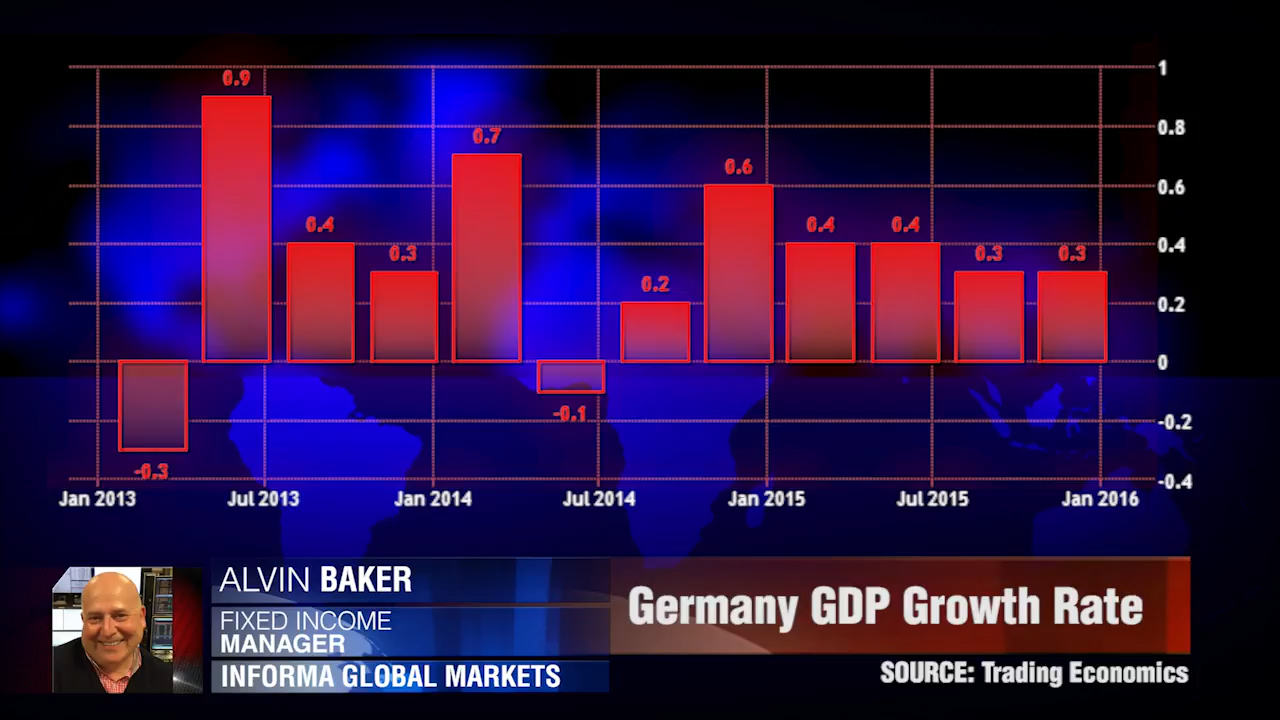 1
0.9
0.8
0.7
0.6
0.6
0.4
0.4
0.4
0.4
0.3
0.3
0.3
0.2
0.2
0
-0.1
-0.2
-0.3
-0.4
Jan 2013 Jul 2013 Jan 2014 Jul 2014 Jan 2015 Jul 2015 Jan 2016
ALVIN BAKER
FIXED INCOME
MANAGER
INFORMA GLOBAL MARKETS
Germany GDP Growth Rate
SOURCE: Trading Economics